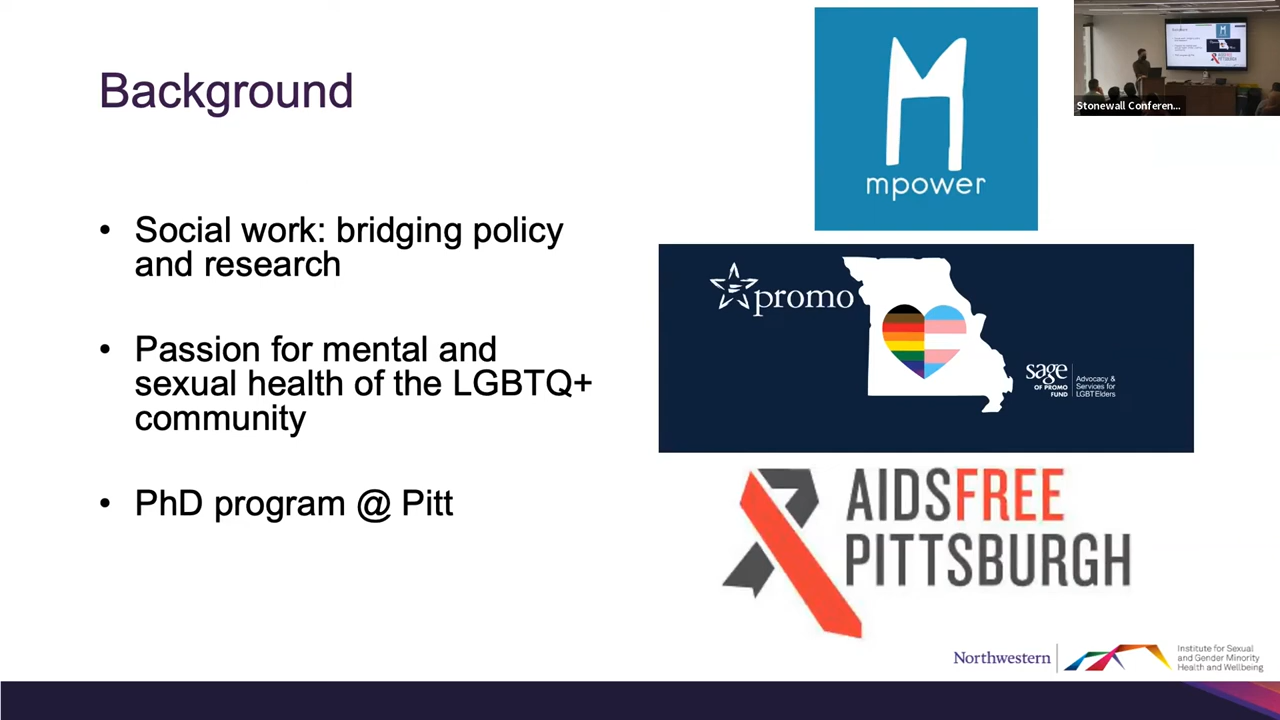 Background
Social work: bridging policy
and research
Passion for mental and
sexual health of the LGBTQ+
community
PhD program @ Pitt
mpower
promo
sage
OF PROMO
FUND
Advocacy &
Services for
LGBT Elders
AIDSFREE
PITTSBURGH
Stonewall Conferen...
Northwestern
Institute for Sexual
and Gender Minority
Health and Wellbeing